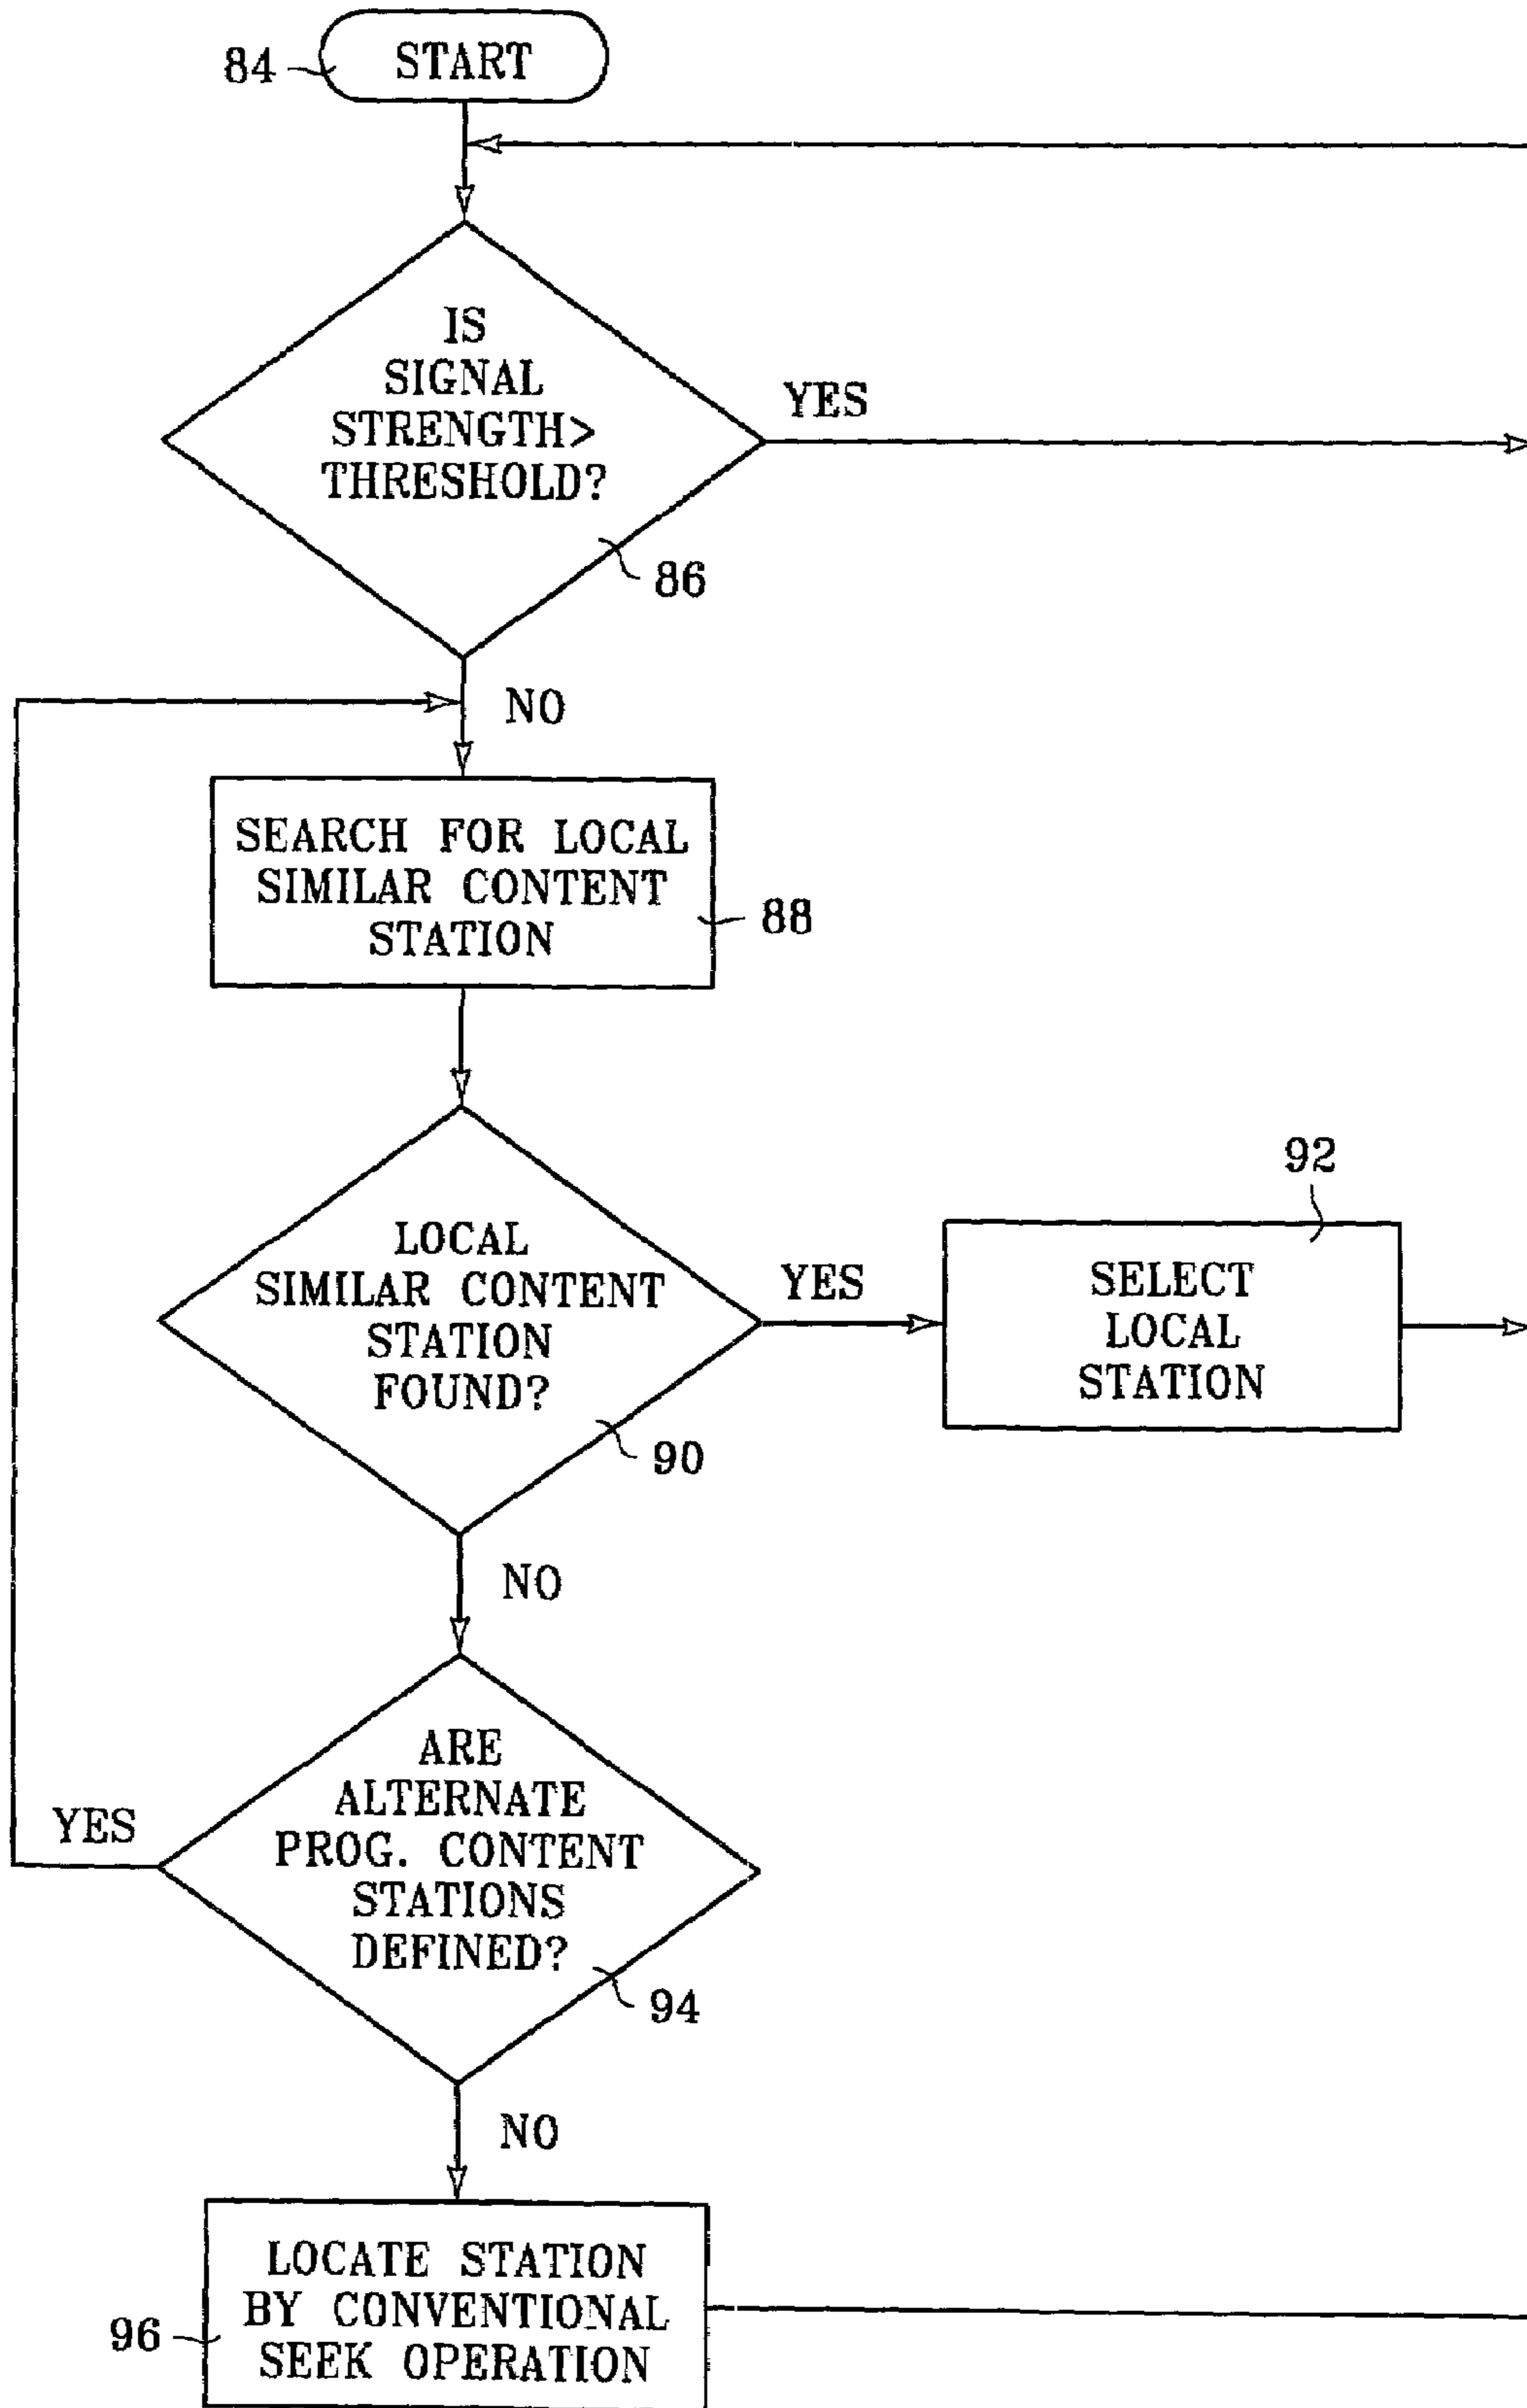 84
START
IS
SIGNAL
STRENGTH>
THRESHOLD?
YES
86
NO
SEARCH FOR LOCAL
SIMILAR CONTENT
STATION
88
LOCAL
SIMILAR CONTENT
STATION
FOUND?
YES
90
92
SELECT
LOCAL
STATION
NO
ARE
ALTERNATE
PROG. CONTENT
STATIONS
DEFINED?
YES
94
NO
LOCATE STATION
BY CONVENTIONAL
SEEK OPERATION
96